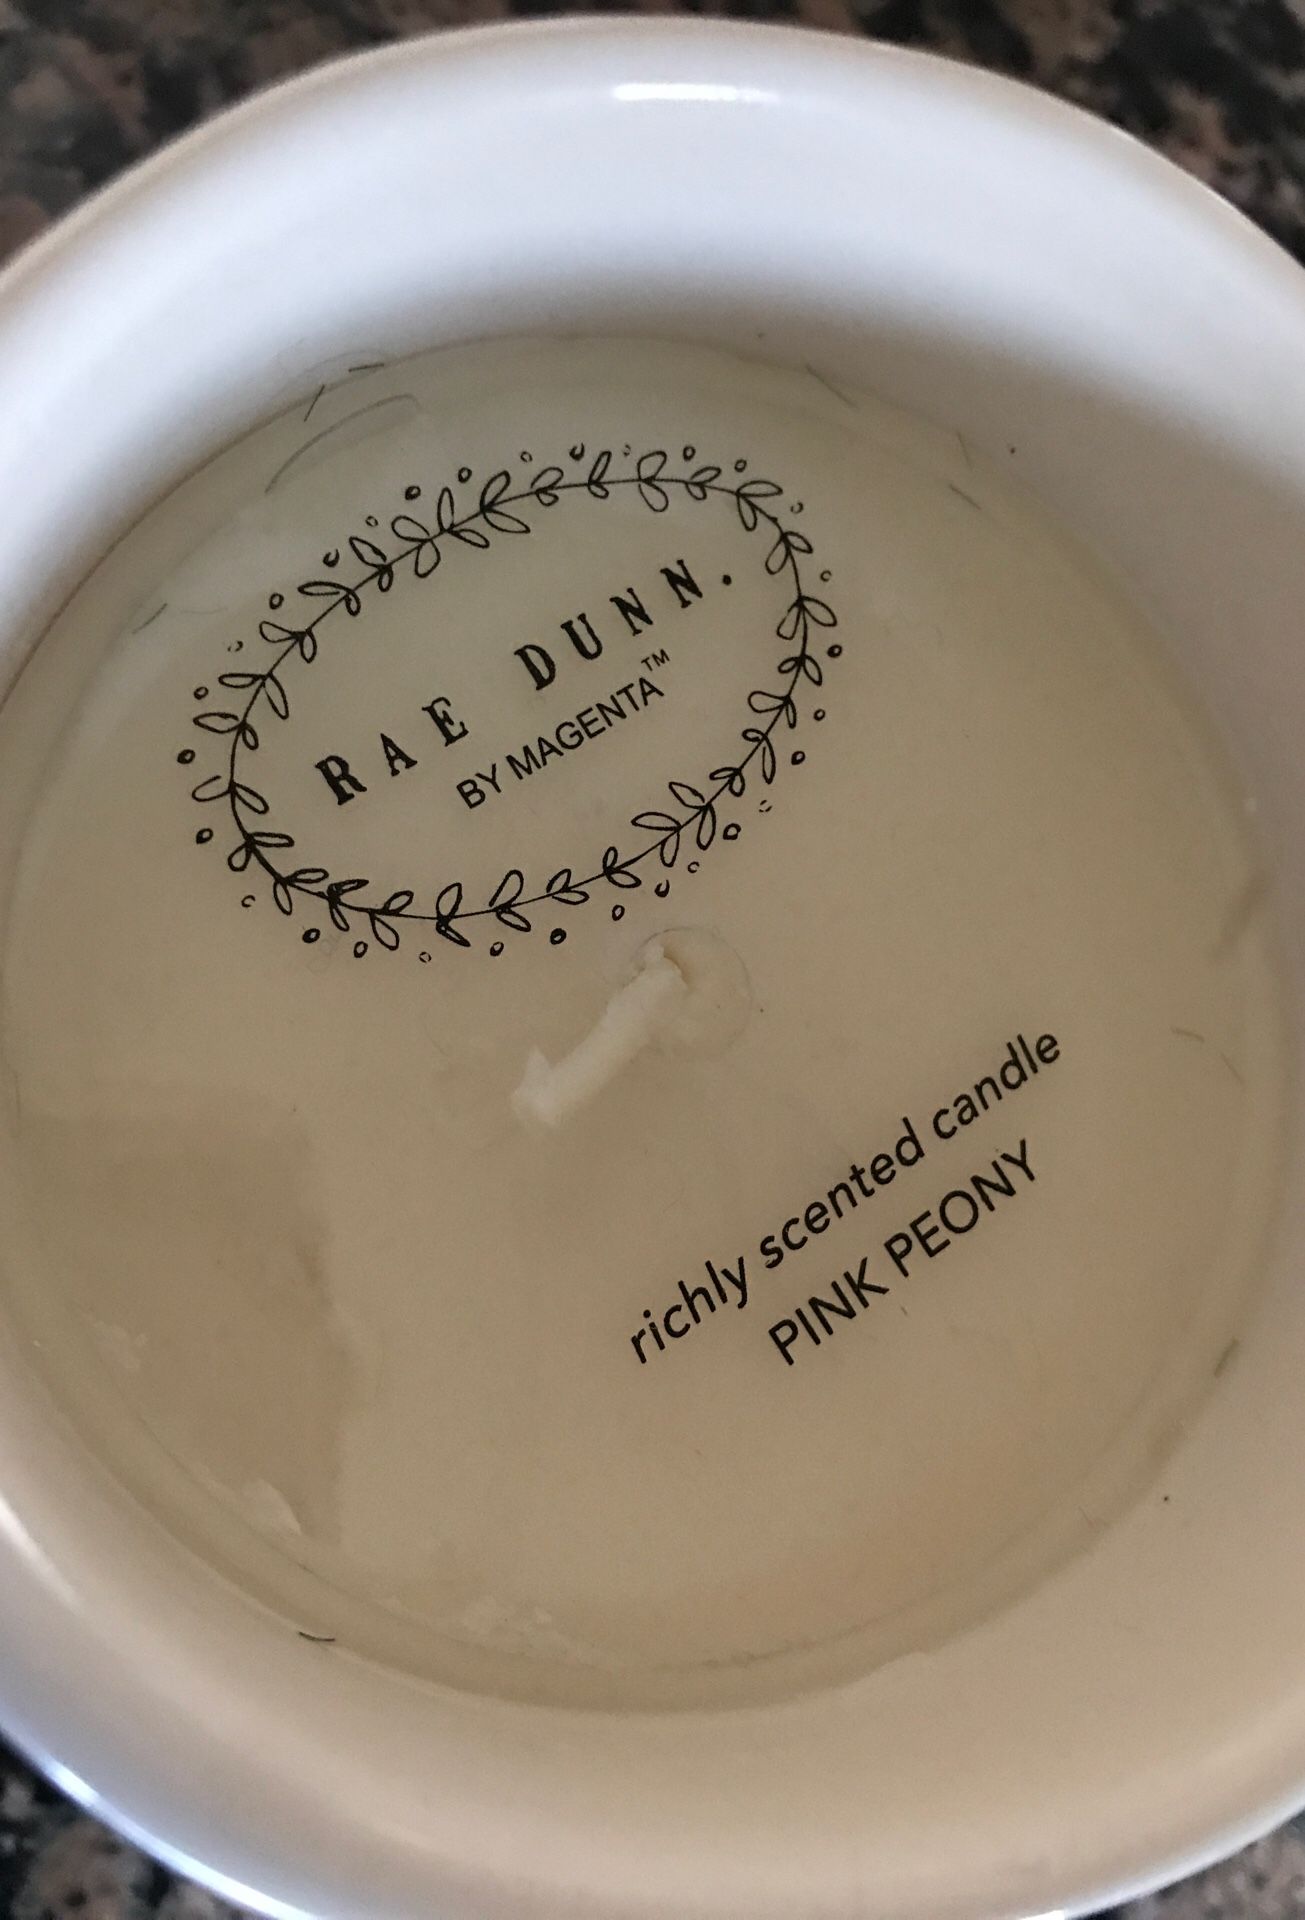 RAE DUNN.
BY MAGENTA™
richly scented candle
PINK PEONY